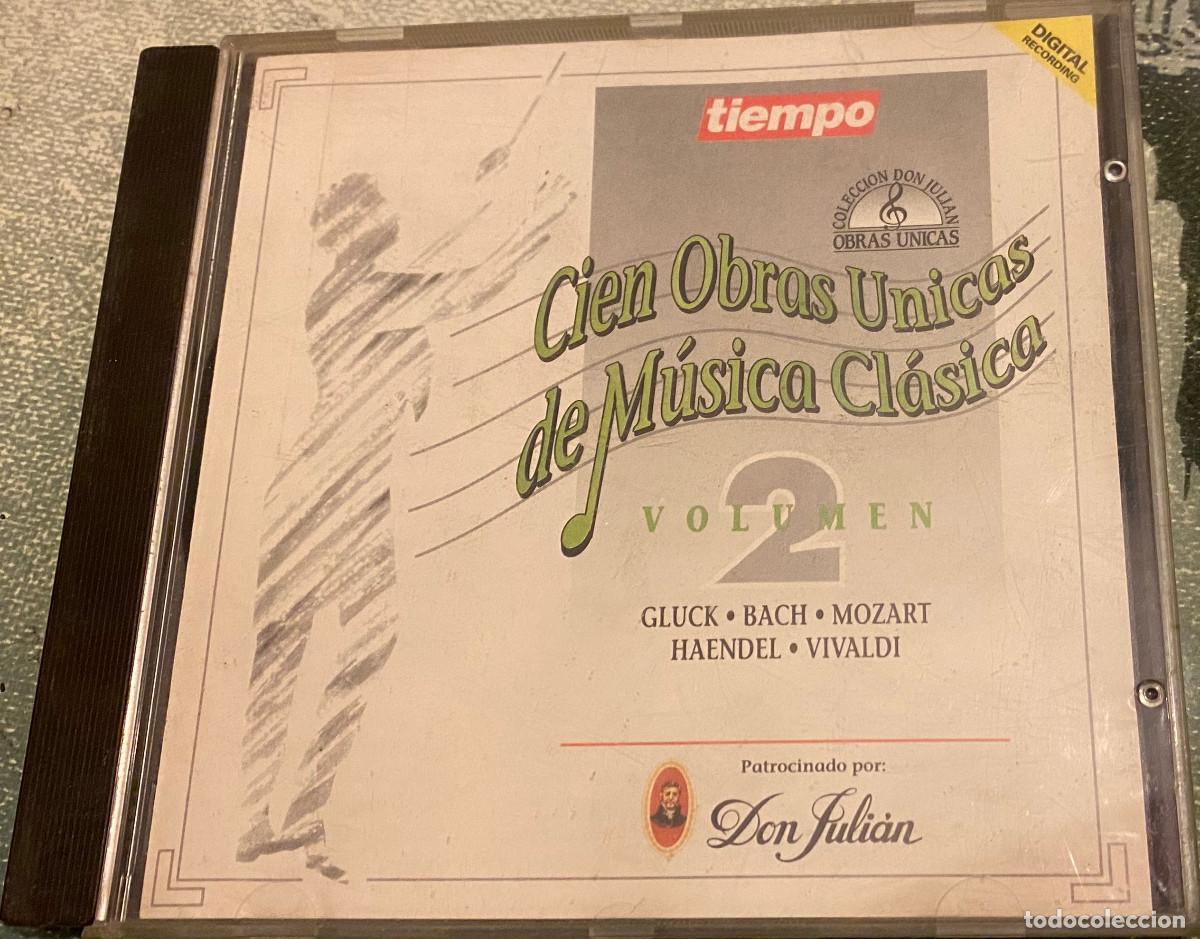 DIGITAL
RECORDING
tiempo
COLECCION DON JULIAN
OBRAS UNICAS
Cien Obras Unicas
de Música Clásica
2
VOLUMEN
GLUCK • BACH • MOZART
HAENDEL • VIVALDI
Patrocinado por:
Don Julián
todocoleccion